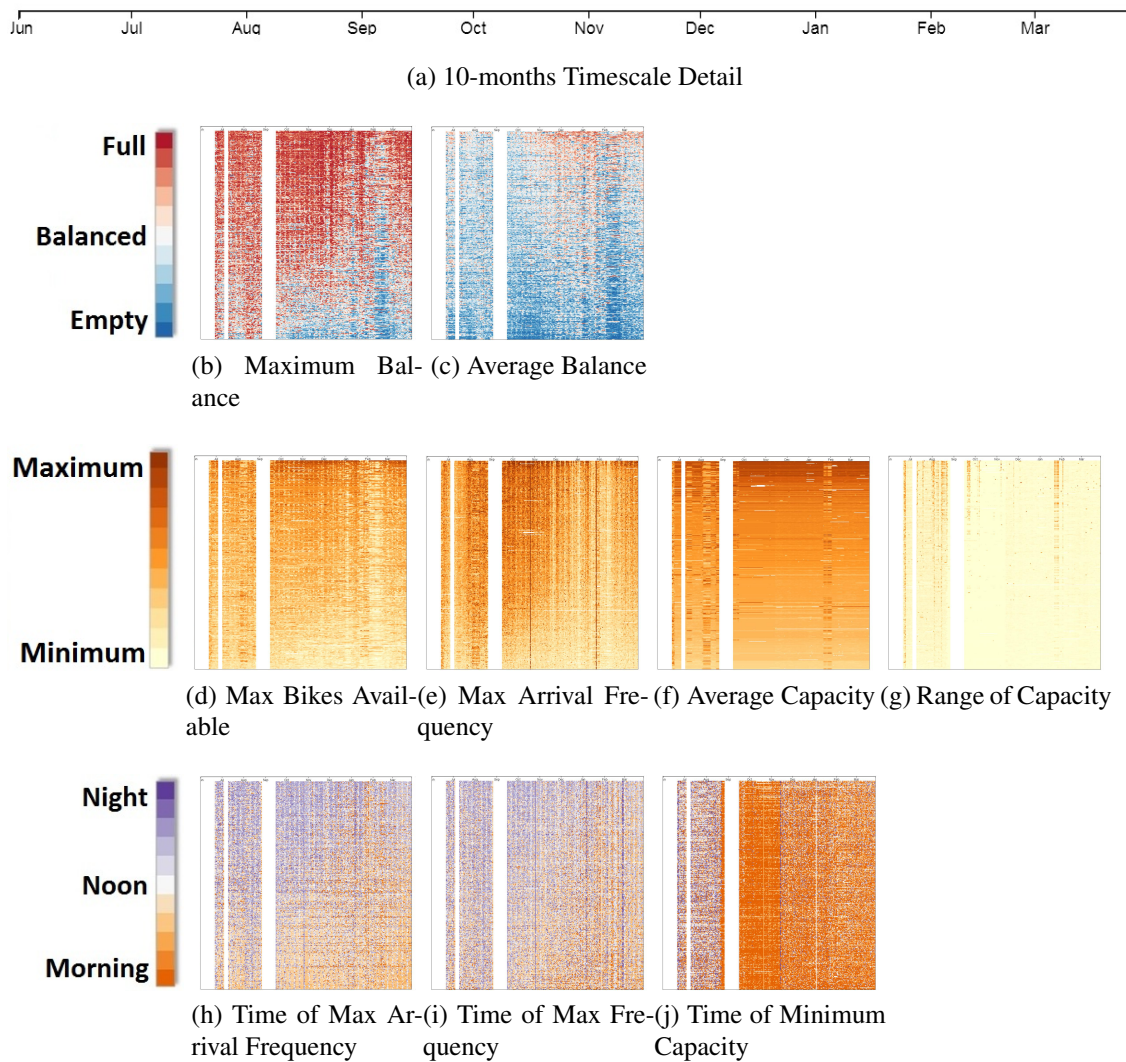 Jun Jul Aug Sep Oct Nov Dec Jan Feb Mar
(a) 10-months Timescale Detail
Full
Balanced
Empty
(b) Maximum Bal-
ance
(c) Average Balance
Maximum
Minimum
(d) Max Bikes Avail-
able
(e) Max Arrival Fre-
quency
(f) Average Capacity
(g) Range of Capacity
Night
Noon
Morning
(h) Time of Max Ar-
rival Frequency
(i) Time of Max Fre-
quency
(j) Time of Minimum
Capacity